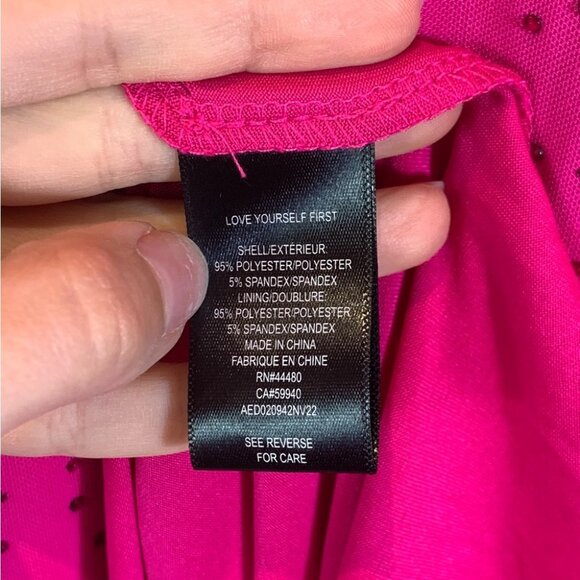 LOVE YOURSELF FIRST
SHELL/EXTÉRIEUR:
95% POLYESTER/POLYESTER
5% SPANDEX/SPANDEX
LINING/DOUBLURE:
95% POLYESTER/POLYESTER
5% SPANDEX/SPANDEX
MADE IN CHINA
FABRIQUE EN CHINE
RN#44480
CA#59940
AED020942NV22
SEE REVERSE
FOR CARE